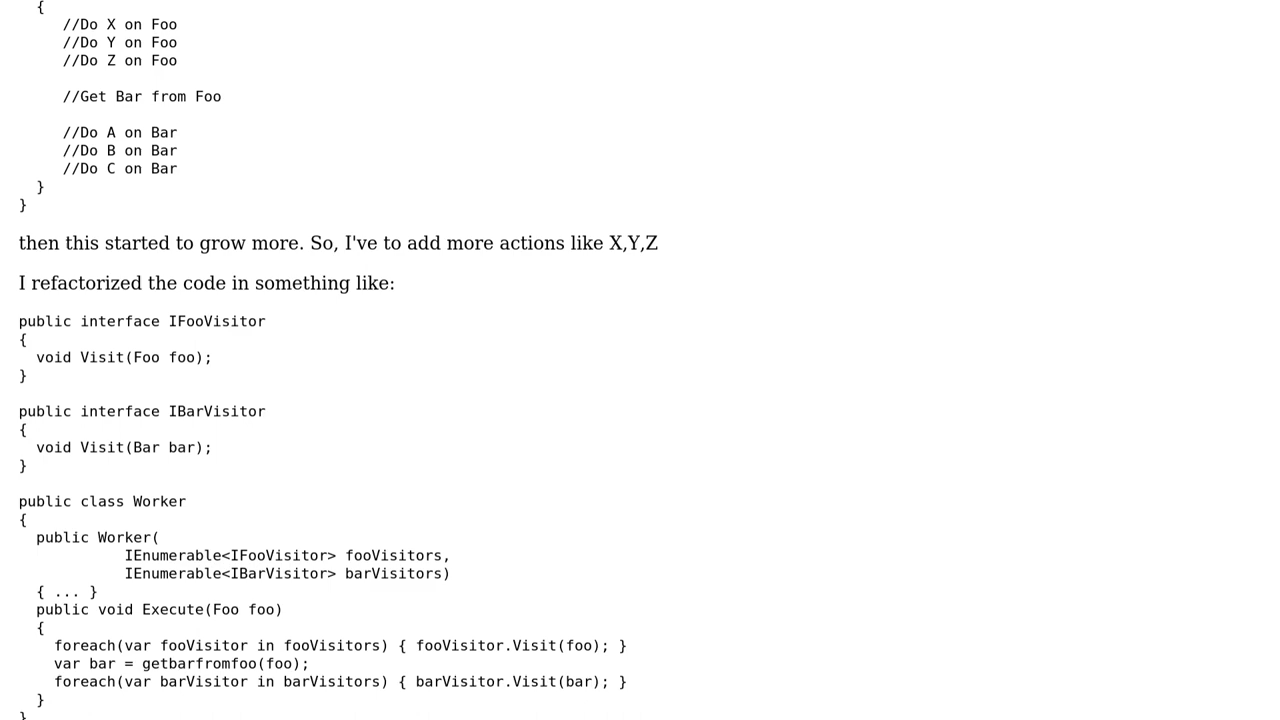 {
//Do X on Foo
//Do Y on Foo
//Do Z on Foo
//Get Bar from Foo
//Do A on Bar
//Do B on Bar
//Do C on Bar
}
}
then this started to grow more. So, I've to add more actions like X,Y,Z
I refactorized the code in something like:
public interface IFooVisitor
{
void Visit(Foo foo);
}
public interface IBarVisitor
{
void Visit(Bar bar);
}
public class Worker
{
public Worker(
IEnumerable<IFooVisitor> fooVisitors,
IEnumerable<IBarVisitor> barVisitors)
{ ... }
public void Execute(Foo foo)
{
foreach(var fooVisitor in fooVisitors) { fooVisitor.Visit(foo); }
var bar = getbarfromfoo(foo);
foreach(var barVisitor in barVisitors) { barVisitor.Visit(bar); }
}
}